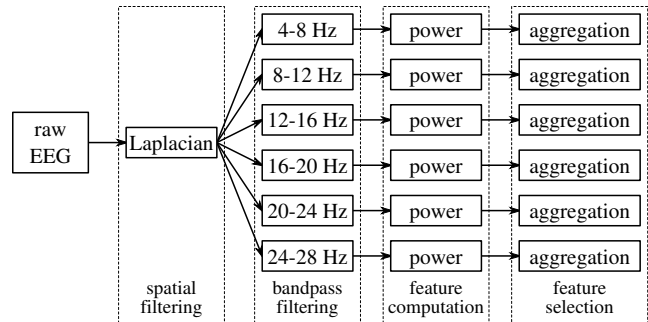 raw
EEG
Laplacian
4-8 Hz
power
aggregation
8-12 Hz
power
aggregation
12-16 Hz
power
aggregation
16-20 Hz
power
aggregation
20-24 Hz
power
aggregation
24-28 Hz
power
aggregation
spatial
filtering
bandpass
filtering
feature
computation
feature
selection